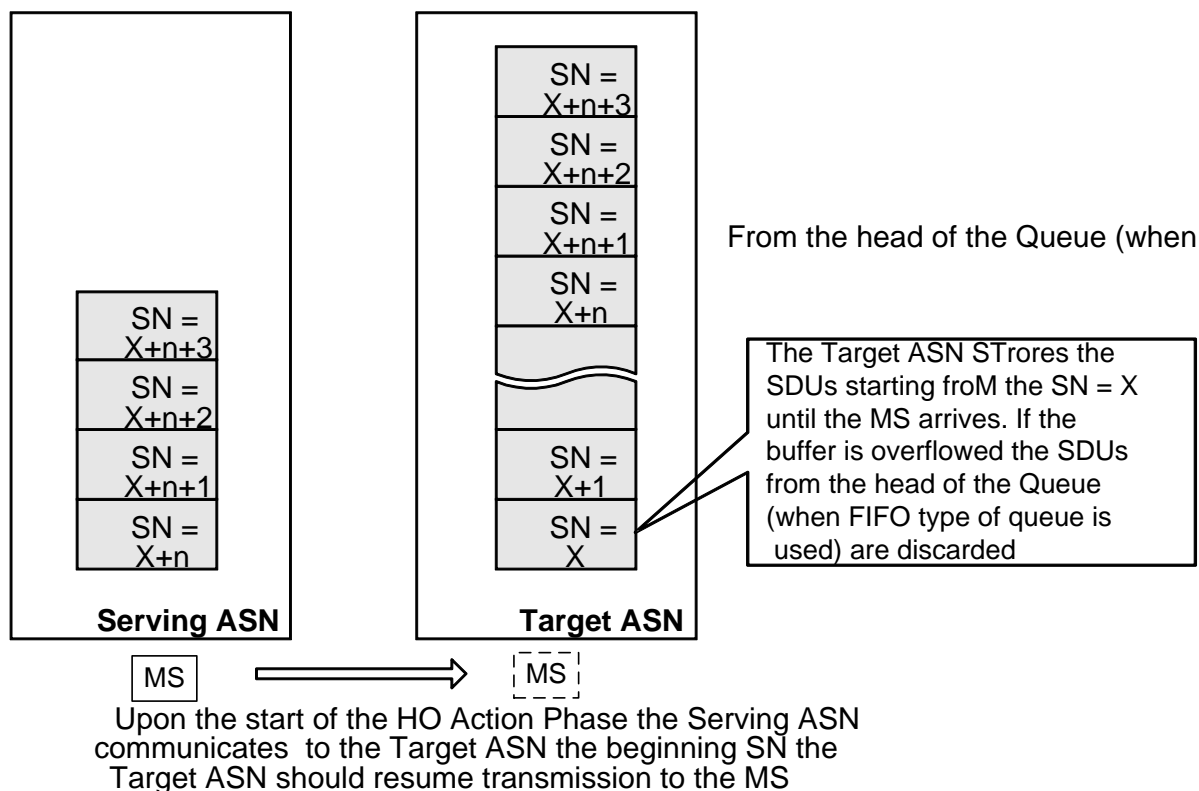 SN =
X+n+3
SN =
X+n+2
SN =
X+n+1
SN =
X+n
Serving ASN
SN =
X+n+3
SN =
X+n+2
SN =
X+n+1
SN =
X+n
SN =
X+1
SN =
X
Target ASN
From the head of the Queue (when
The Target ASN STrores the
SDUs starting froM the SN = X
until the MS arrives. If the
buffer is overflowed the SDUs
from the head of the Queue
(when FIFO type of queue is
used) are discarded
MS
MS
Upon the start of the HO Action Phase the Serving ASN
communicates to the Target ASN the beginning SN the
Target ASN should resume transmission to the MS